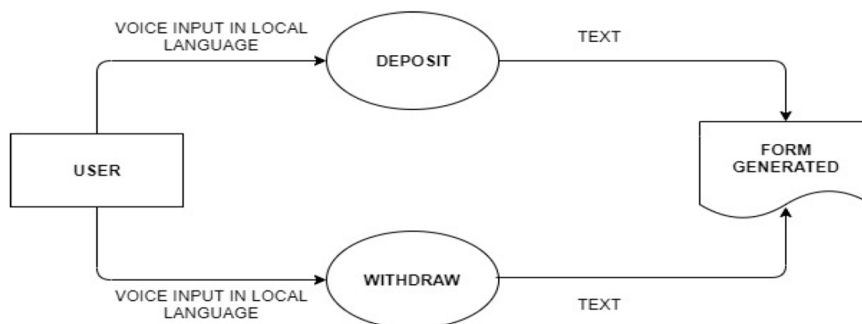 VOICE INPUT IN LOCAL
LANGUAGE
DEPOSIT
TEXT
USER
FORM
GENERATED
WITHDRAW
VOICE INPUT IN LOCAL
LANGUAGE
TEXT